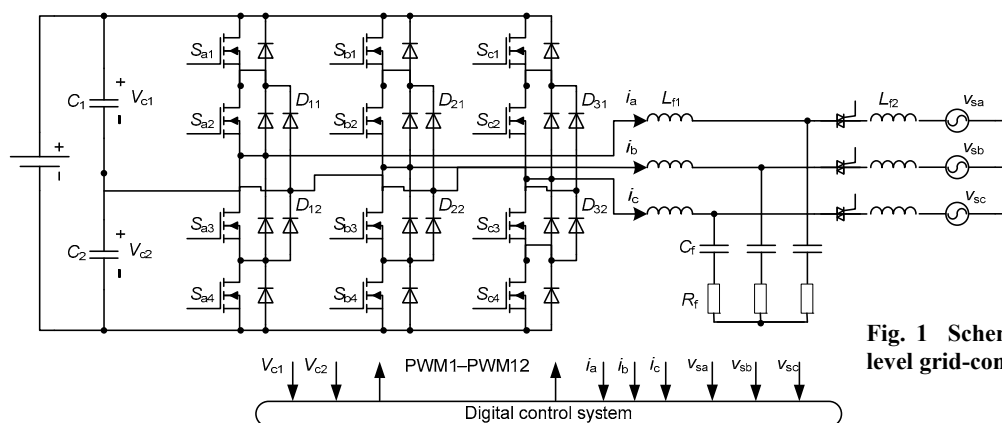 Sa1
Sb1
Sc1
+
C1
Vc1
D11
D21
D31
ia
Lf1
Lf2
vsa
Sa2
Sb2
Sc2
+
ib
vsb
-
ic
vsc
D12
D22
D32
+
C2
Vc2
Sa3
Sb3
Sc3
Cf
Sa4
Sb4
Sc4
Rf
Fig. 1 Schem
level grid-con
Vc1
Vc2
PWM1–PWM12
ia
ib
ic
vsa
vsb
vsc
Digital control system